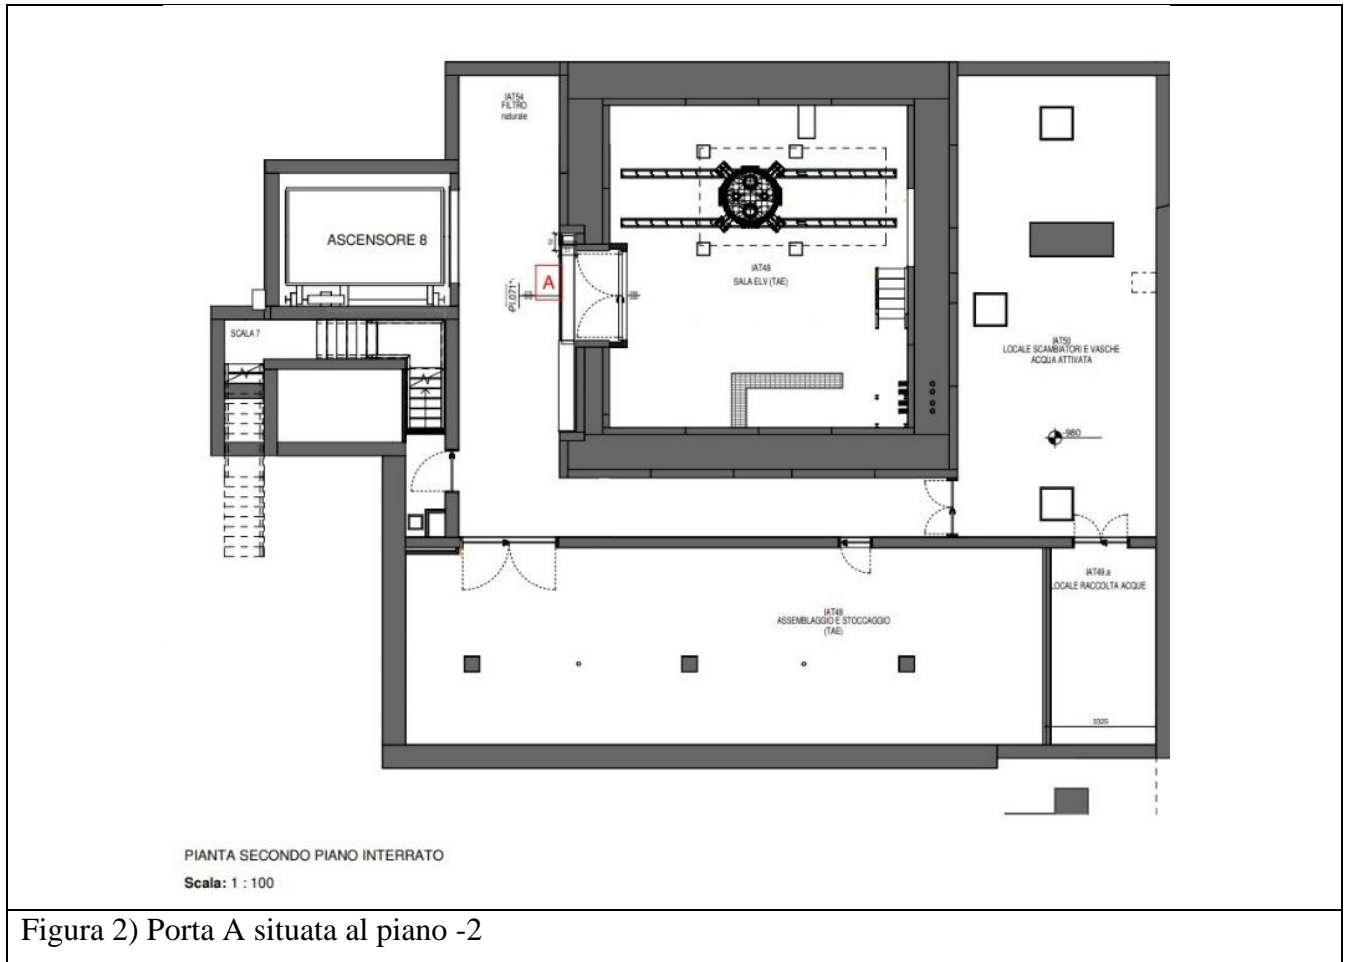 IAT54
FILTRO
naturale
ASCENSORE 8
A
IAT48
SALA ELV (TAE)
SCALA 7
IAT50
LOCALE SCAMBIATORI E VASCHE
ACQUA ATTIVATA
-980
IAT49.a
LOCALE RACCOLTA ACQUE
IAT49
ASSEMBLAGGIO E STOCCAGGIO
(TAE)
PIANTA SECONDO PIANO INTERRATO
Scala: 1 : 100
Figura 2) Porta A situata al piano -2